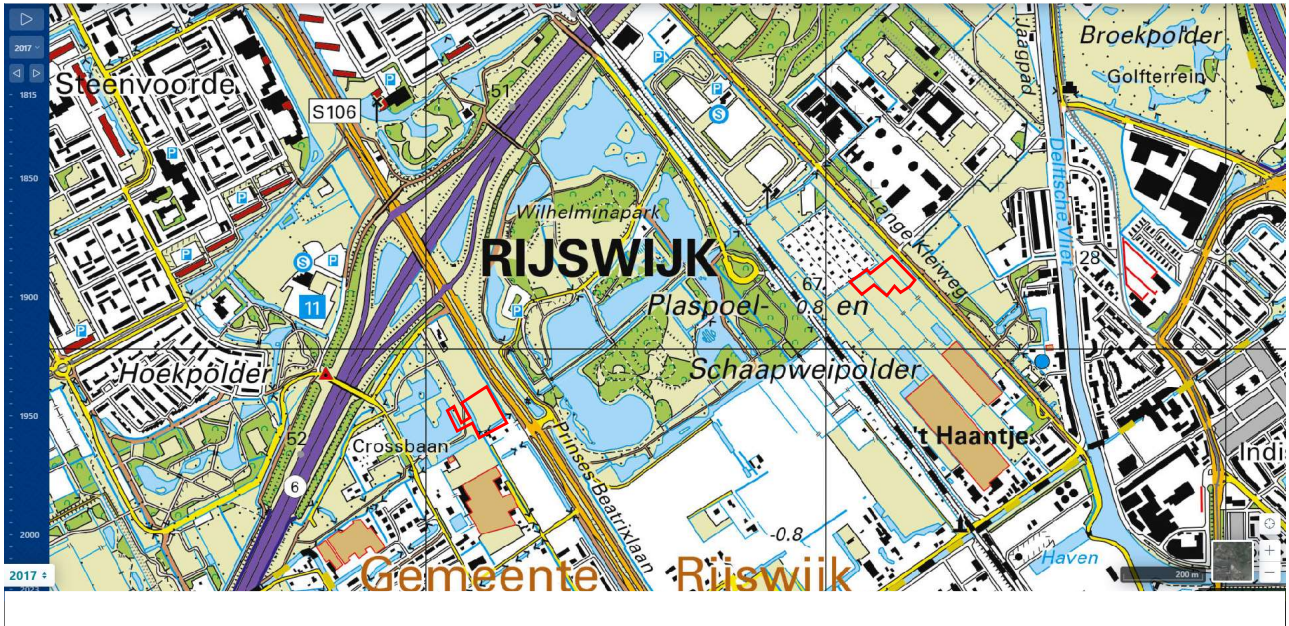 2017
1815
1850
1900
1950
2000
2017
Steenvoorde
S106
P
P
P
P
P
P
S
11
51
Wilhelminapark
RIJSWIJK
P
Plaspoel-
67
0.8
en
Schaapweipolder
Hoekpolder
52
Crossbaan
6
Prinses Beatrixlaan
P
P
S
Lange Kleiweg
Jaagpad
Delftsche Vliet
Broekpolder
Golfterrein
28
't Haantje
Indi
-0.8
Haven
Gemeente Rijswijk
200 m